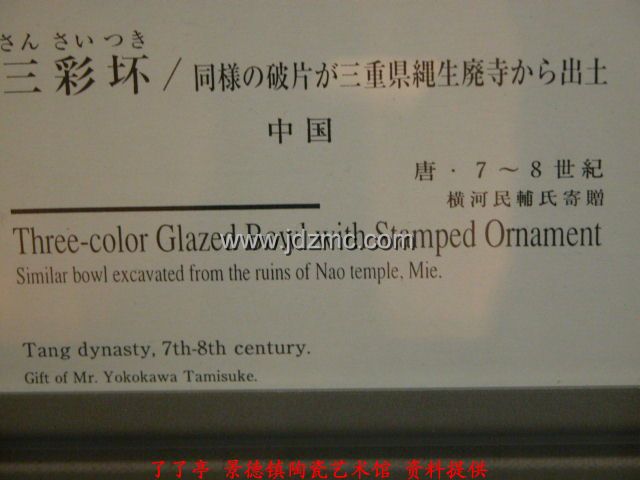 さん さい つき
三彩坏/同様の破片が三重県縄生廃寺から出土
中国
唐・7～8世紀
横河民輔氏寄贈
Three-color Glazed Bowl with Stamped Ornament
www.jdzmc.com
Similar bowl excavated from the ruins of Nao temple, Mie.
Tang dynasty, 7th-8th century.
Gift of Mr. Yokokawa Tamisuke.
了了亭 景德镇陶瓷艺术馆 资料提供